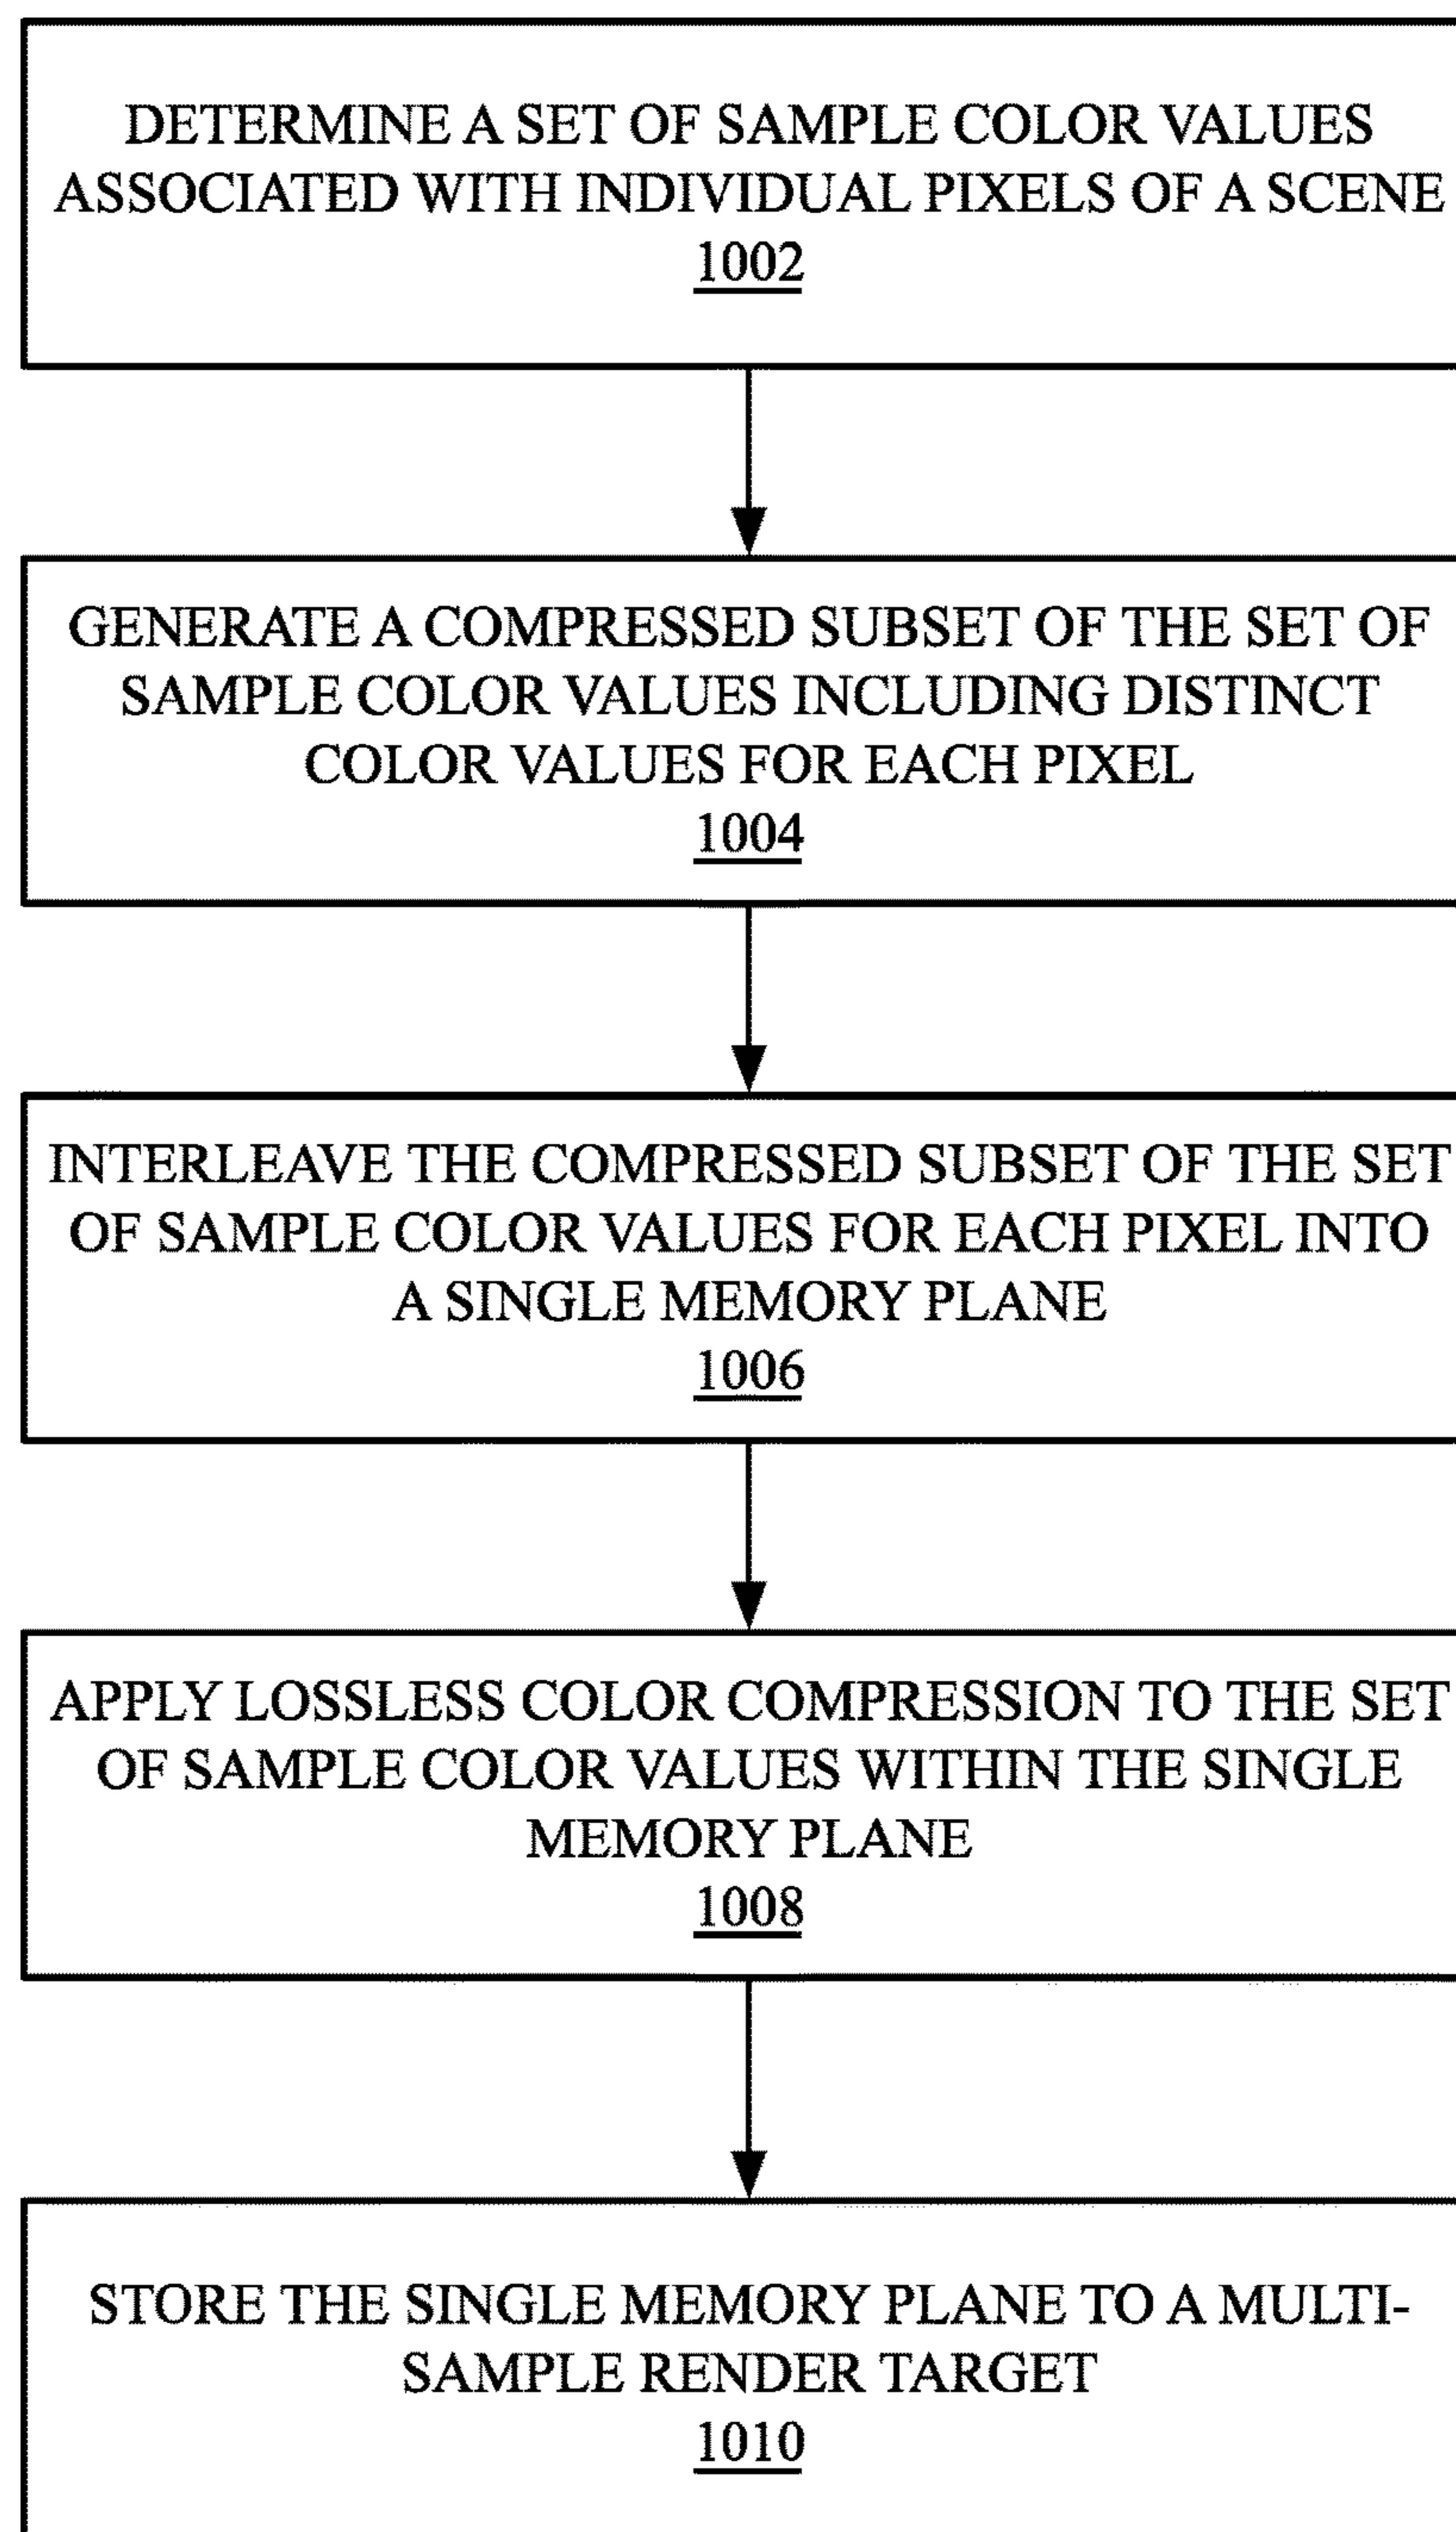 DETERMINE A SET OF SAMPLE COLOR VALUES
ASSOCIATED WITH INDIVIDUAL PIXELS OF A SCENE
1002
GENERATE A COMPRESSED SUBSET OF THE SET OF
SAMPLE COLOR VALUES INCLUDING DISTINCT
COLOR VALUES FOR EACH PIXEL
1004
INTERLEAVE THE COMPRESSED SUBSET OF THE SET
OF SAMPLE COLOR VALUES FOR EACH PIXEL INTO
A SINGLE MEMORY PLANE
1006
APPLY LOSSLESS COLOR COMPRESSION TO THE SET
OF SAMPLE COLOR VALUES WITHIN THE SINGLE
MEMORY PLANE
1008
STORE THE SINGLE MEMORY PLANE TO A MULTI-
SAMPLE RENDER TARGET
1010